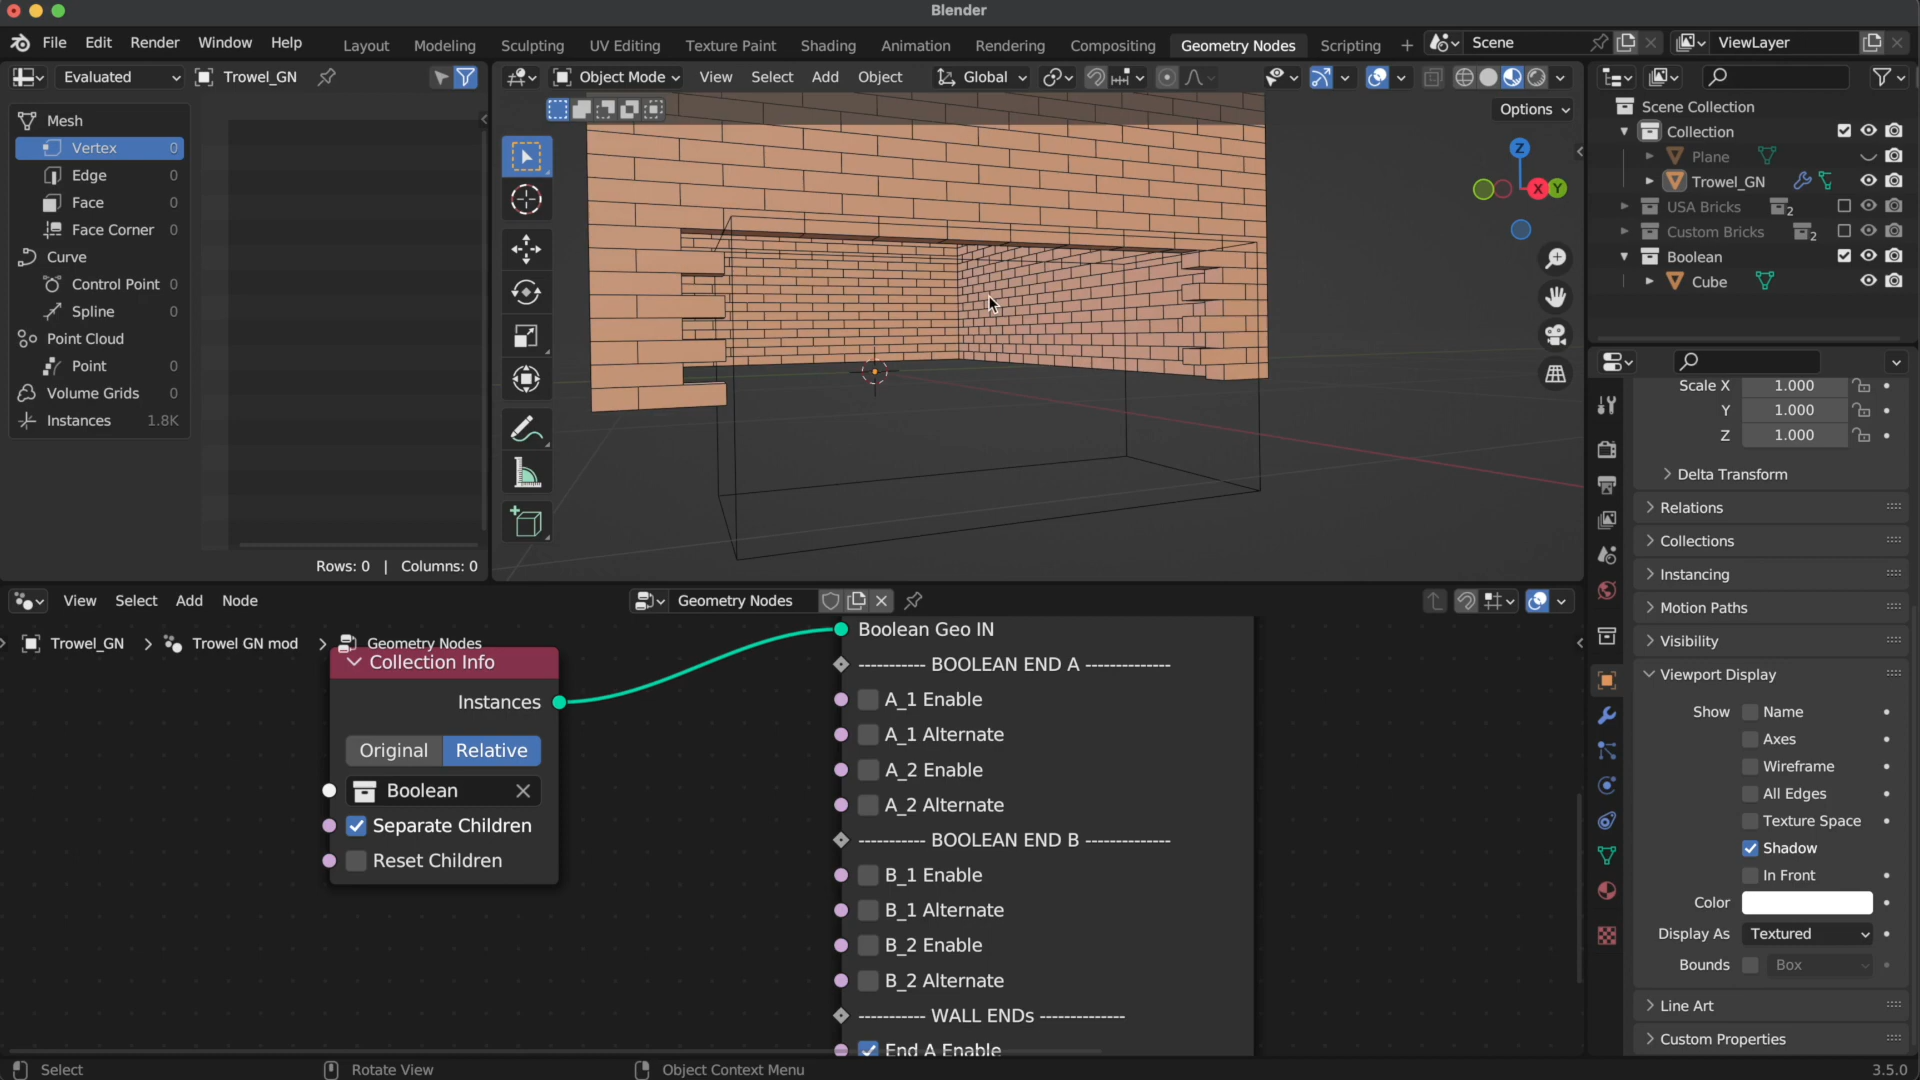 Blender
File Edit Render Window Help
Layout Modeling Sculpting UV Editing Texture Paint Shading Animation Rendering Compositing Geometry Nodes Scripting
Scene
ViewLayer
Evaluated Trowel_GN
Object Mode View Select Add Object Global
Options
Z
X
Y
Mesh
Vertex 0
Edge 0
Face 0
Face Corner 0
Curve
Control Point 0
Spline 0
Point Cloud
Point 0
Volume Grids 0
Instances 1.8K
Rows: 0 | Columns: 0
Scene Collection
Collection
Plane
Trowel_GN
USA Bricks 2
Custom Bricks 2
Boolean
Cube
Scale X 1.000
Y 1.000
Z 1.000
Delta Transform
Relations
Collections
Instancing
Motion Paths
Visibility
Viewport Display
Show Name
Axes
Wireframe
All Edges
Texture Space
Shadow
In Front
Color
Display As Textured
Bounds Box
Line Art
Custom Properties
View Select Add Node
Geometry Nodes
Trowel_GN Trowel GN mod Geometry Nodes
Collection Info
Instances
Original Relative
Boolean
Separate Children
Reset Children
Boolean Geo IN
----------- BOOLEAN END A --------------
A_1 Enable
A_1 Alternate
A_2 Enable
A_2 Alternate
----------- BOOLEAN END B --------------
B_1 Enable
B_1 Alternate
B_2 Enable
B_2 Alternate
----------- WALL ENDs --------------
End A Enable
Select
Rotate View
Object Context Menu
3.5.0